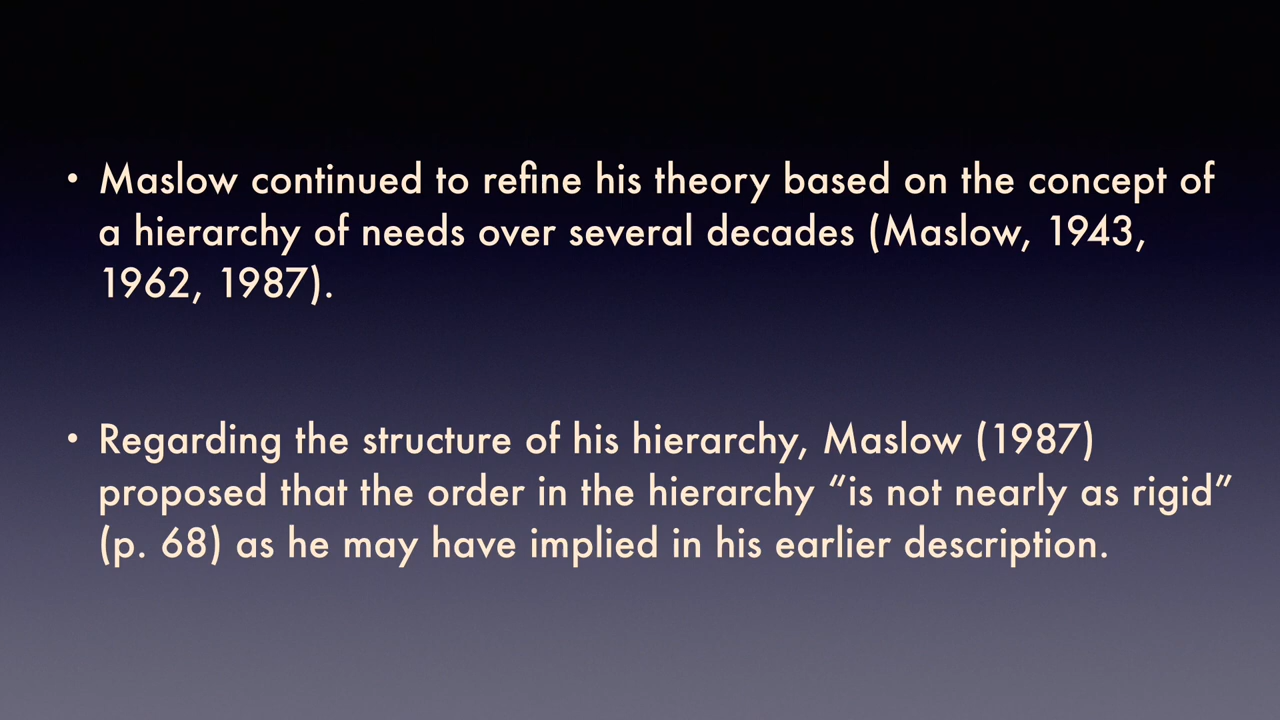 • Maslow continued to refine his theory based on the concept of
a hierarchy of needs over several decades (Maslow, 1943,
1962, 1987).
• Regarding the structure of his hierarchy, Maslow (1987)
proposed that the order in the hierarchy “is not nearly as rigid”
(p. 68) as he may have implied in his earlier description.